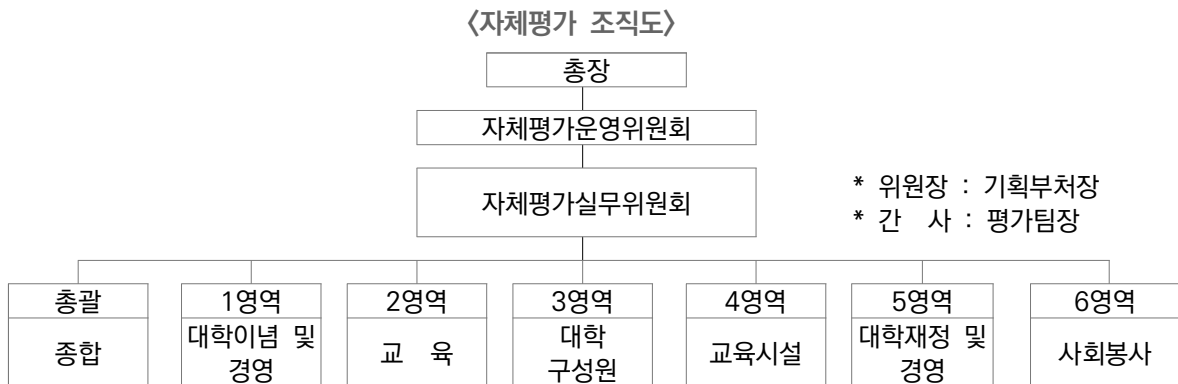 <자체평가 조직도>
총장
자체평가운영위원회
자체평가실무위원회
* 위원장 : 기획부처장
* 간 사 : 평가팀장
총괄 1영역 2영역 3영역 4영역 5영역 6영역
종합
대학이념 및
경영
교 육
대학
구성원
교육시설
대학재정 및
경영
사회봉사